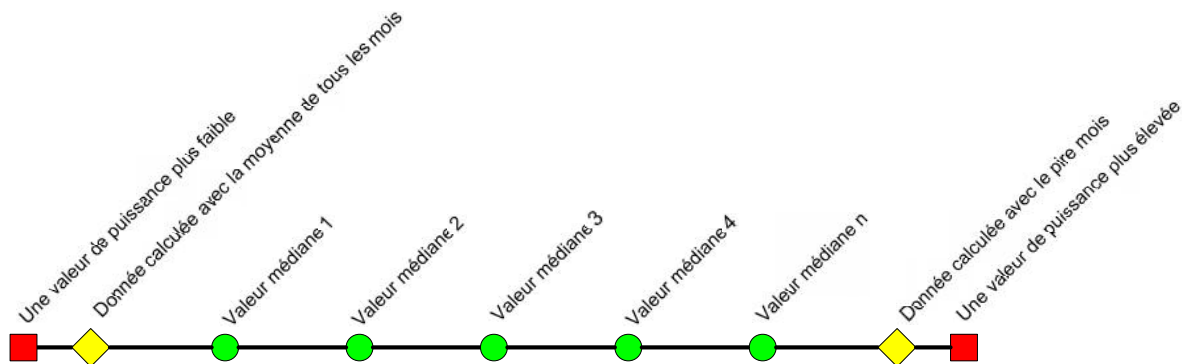 Une valeur de puissance plus faible
Donnée calculée avec la moyenne de tous les mois
Valeur médiane 1
Valeur médiane 2
Valeur médiane 3
Valeur médiane 4
Valeur médiane n
Donnée calculée avec le pire mois
Une valeur de puissance plus élevée